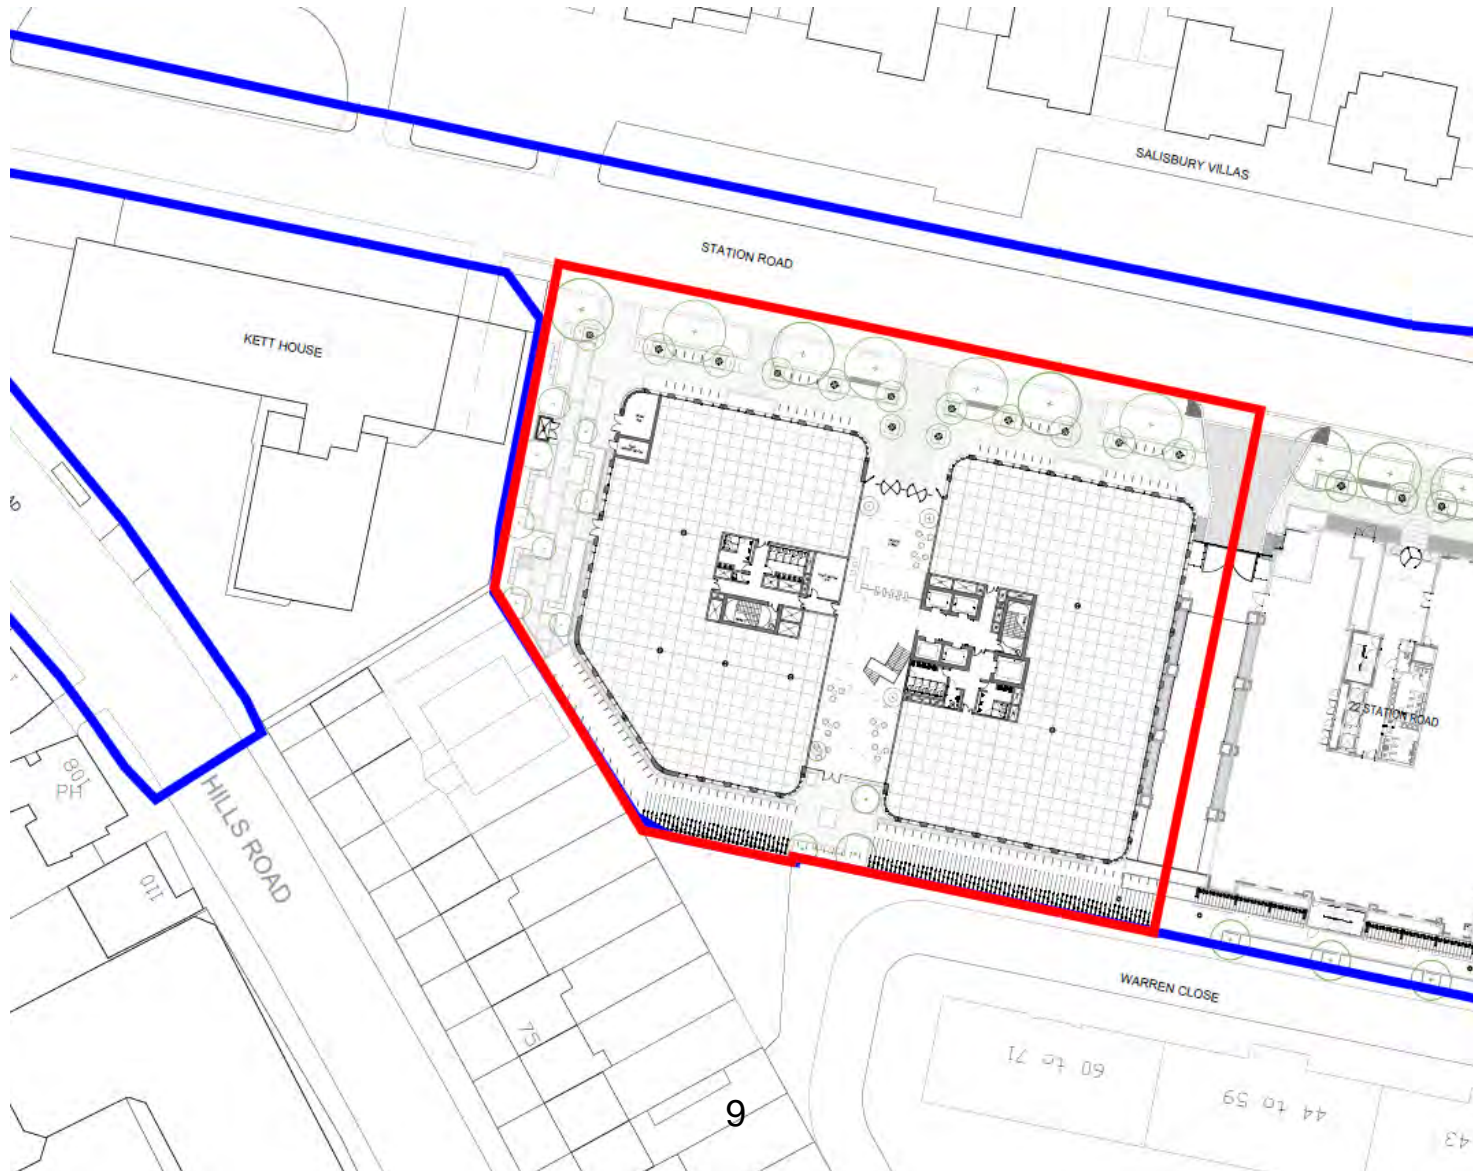 SALISBURY VILLAS
STATION ROAD
KETT HOUSE
22 STATION ROAD
108
PH
HILLS ROAD
110
WARREN CLOSE
75
60 to 71
44 to 59
43
9